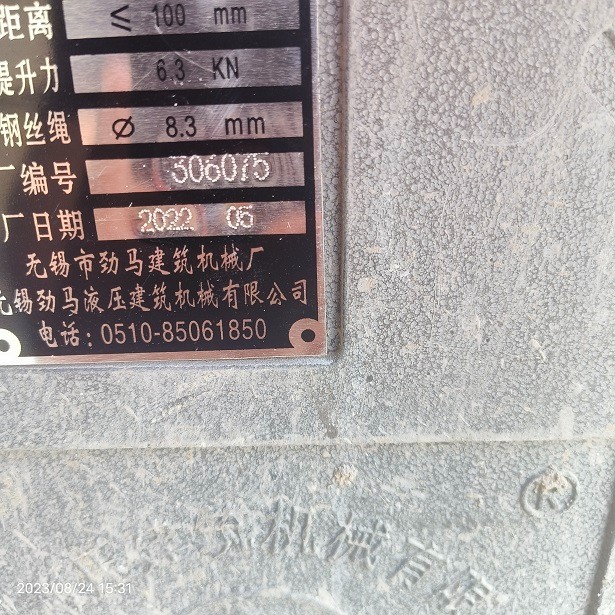 距离 ≤ 100 mm
提升力 6.3 KN
钢丝绳 Ø 8.3 mm
厂编号 306075
厂日期 2022 05
无锡市劲马建筑机械厂
无锡劲马液压建筑机械有限公司
电话: 0510-85061850
机械有
2023/08/24 15:31